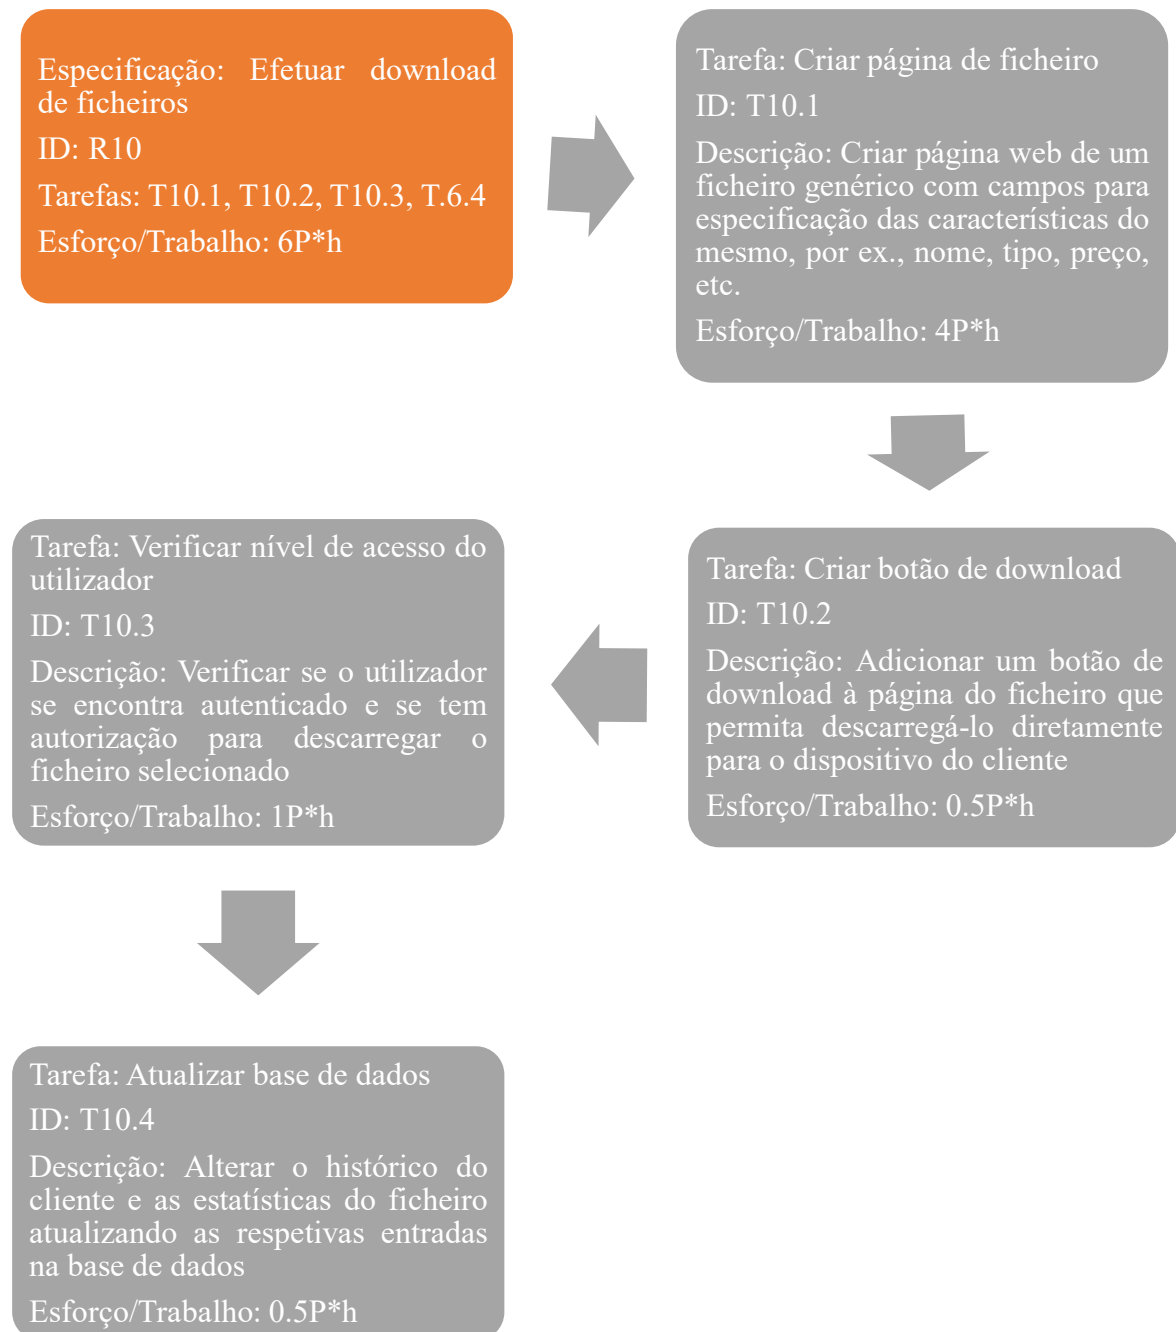 Especificação: Efetuar download
de ficheiros
ID: R10
Tarefas: T10.1, T10.2, T10.3, T.6.4
Esforço/Trabalho: 6P*h
Tarefa: Criar página de ficheiro
ID: T10.1
Descrição: Criar página web de um
ficheiro genérico com campos para
especificação das características do
mesmo, por ex., nome, tipo, preço,
etc.
Esforço/Trabalho: 4P*h
Tarefa: Criar botão de download
ID: T10.2
Descrição: Adicionar um botão de
download à página do ficheiro que
permita descarregá-lo diretamente
para o dispositivo do cliente
Esforço/Trabalho: 0.5P*h
Tarefa: Verificar nível de acesso do
utilizador
ID: T10.3
Descrição: Verificar se o utilizador
se encontra autenticado e se tem
autorização para descarregar o
ficheiro selecionado
Esforço/Trabalho: 1P*h
Tarefa: Atualizar base de dados
ID: T10.4
Descrição: Alterar o histórico do
cliente e as estatísticas do ficheiro
atualizando as respetivas entradas
na base de dados
Esforço/Trabalho: 0.5P*h